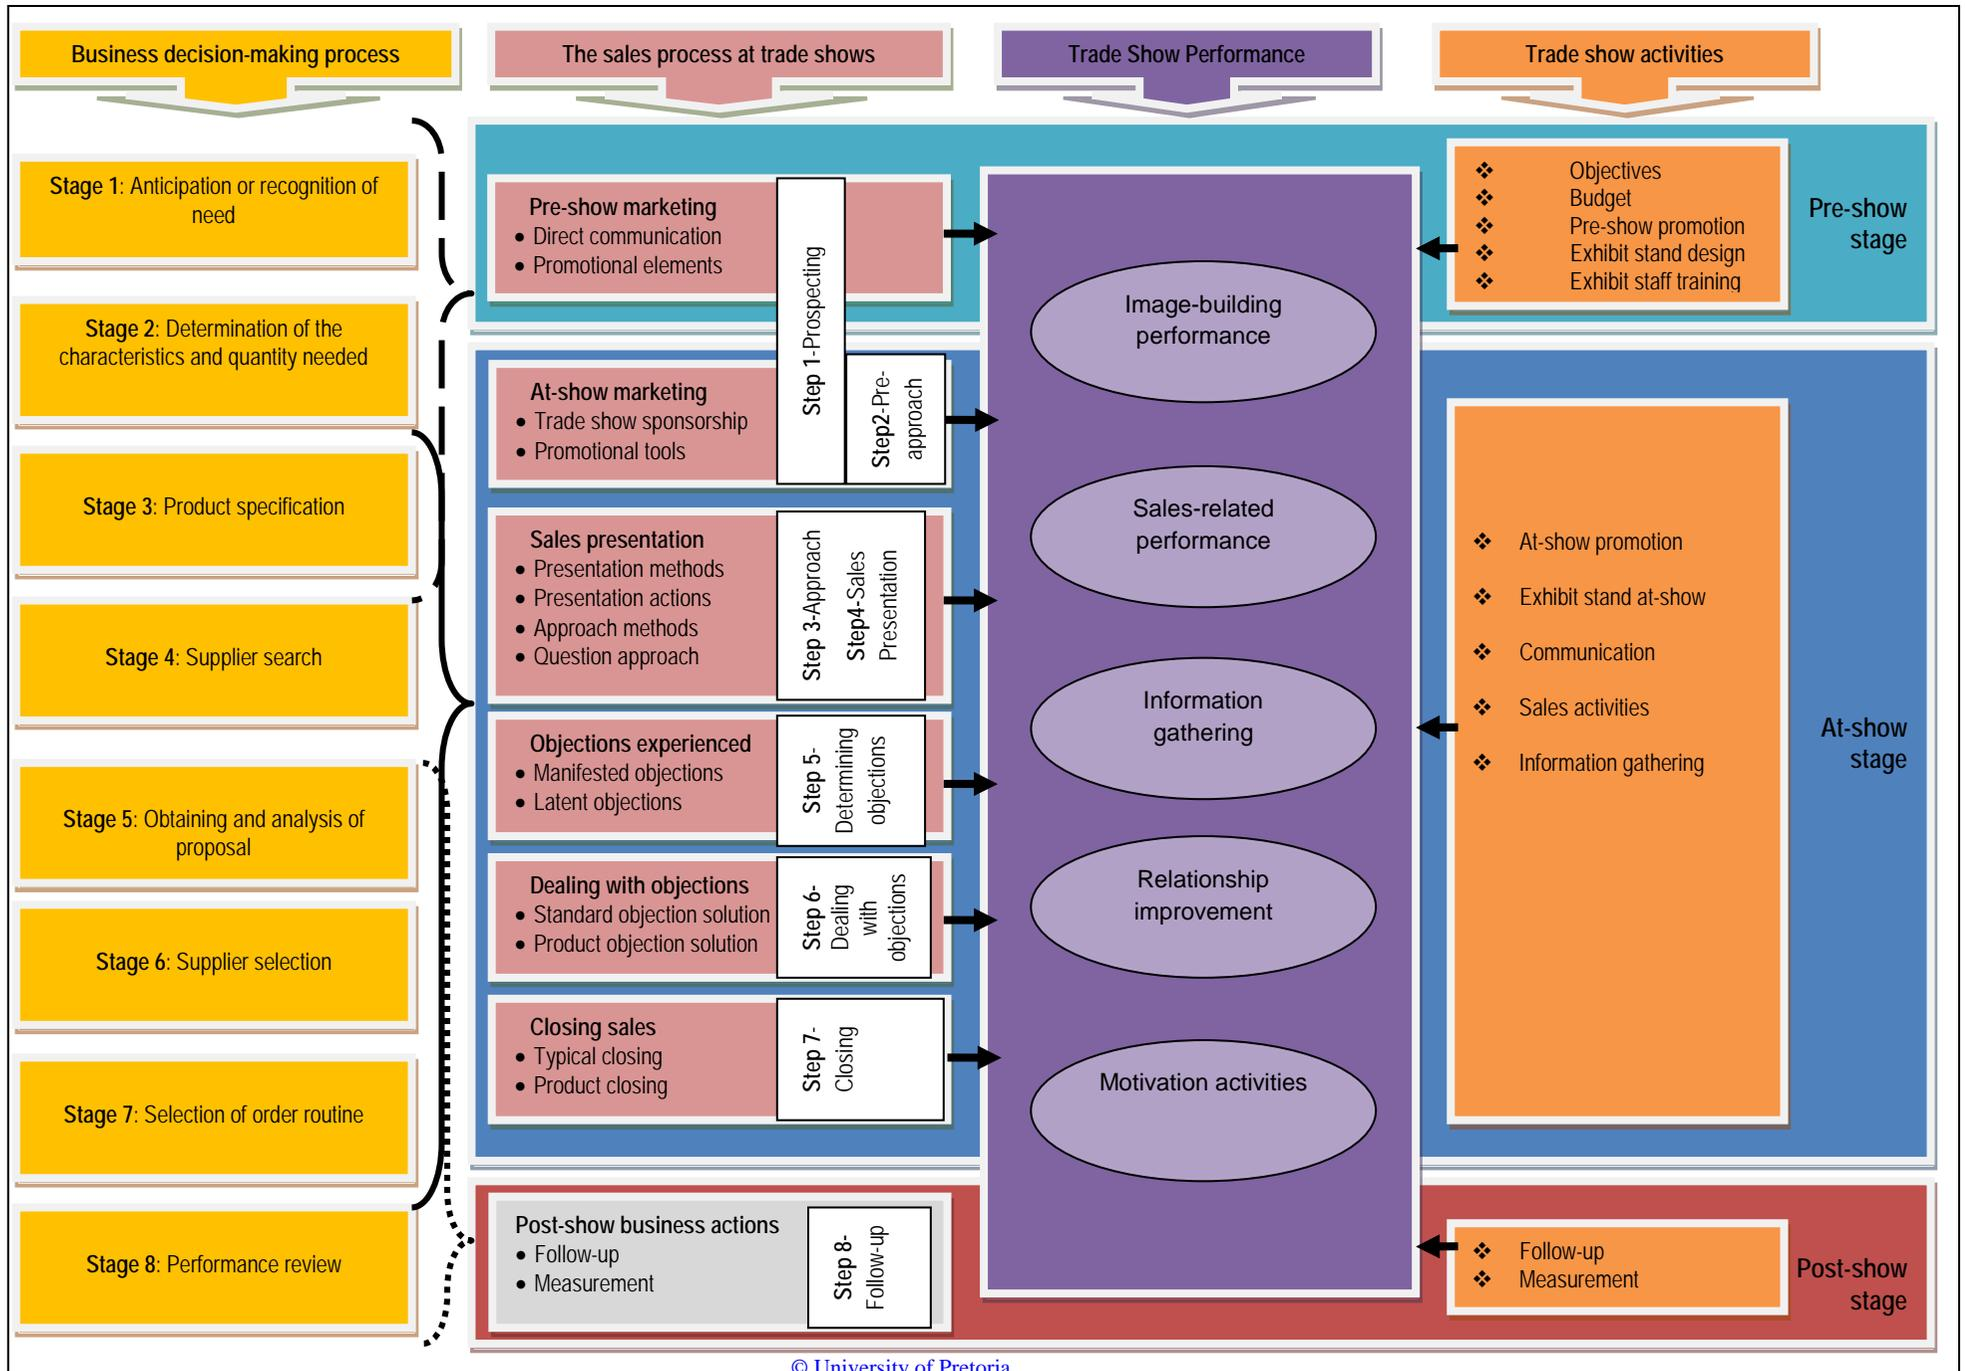 Business decision-making process
The sales process at trade shows
Trade Show Performance
Trade show activities
Stage 1: Anticipation or recognition of
need
Stage 2: Determination of the
characteristics and quantity needed
Stage 3: Product specification
Stage 4: Supplier search
Stage 5: Obtaining and analysis of
proposal
Stage 6: Supplier selection
Stage 7: Selection of order routine
Stage 8: Performance review
Pre-show marketing
• Direct communication
• Promotional elements
Step 1-Prospecting
At-show marketing
• Trade show sponsorship
• Promotional tools
Step2-Pre-
approach
Sales presentation
• Presentation methods
• Presentation actions
• Approach methods
• Question approach
Step 3-Approach
Step4-Sales
Presentation
Objections experienced
• Manifested objections
• Latent objections
Step 5-
Determining
objections
Dealing with objections
• Standard objection solution
• Product objection solution
Step 6-
Dealing
with
objections
Closing sales
• Typical closing
• Product closing
Step 7-
Closing
Post-show business actions
• Follow-up
• Measurement
Step 8-
Follow-up
Image-building
performance
Sales-related
performance
Information
gathering
Relationship
improvement
Motivation activities
❖ Objectives
❖ Budget
❖ Pre-show promotion
❖ Exhibit stand design
❖ Exhibit staff training
Pre-show
stage
❖ At-show promotion
❖ Exhibit stand at-show
❖ Communication
❖ Sales activities
❖ Information gathering
At-show
stage
❖ Follow-up
❖ Measurement
Post-show
stage
© University of Pretoria